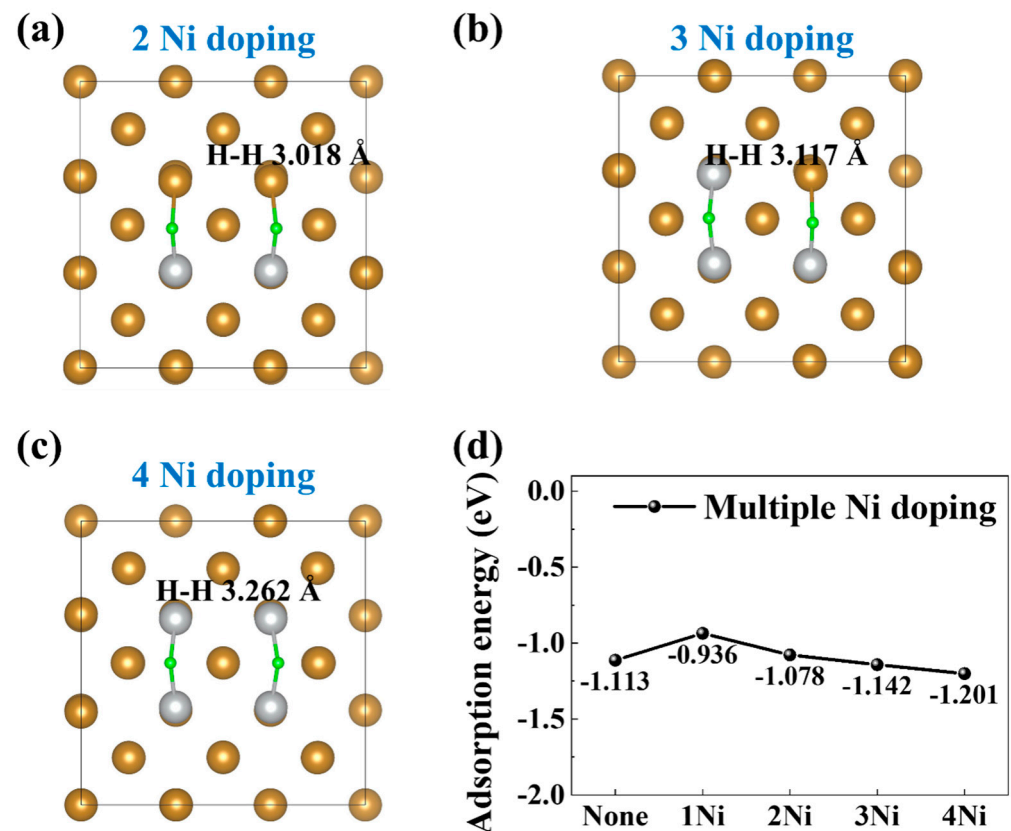 (a)
2 Ni doping
H-H 3.018 Å
(b)
3 Ni doping
H-H 3.117 Å
(c)
4 Ni doping
H-H 3.262 Å
(d)
Adsorption energy (eV)
0.0
-0.5
-1.0
-1.5
-2.0
Multiple Ni doping
-1.113
-0.936
-1.078
-1.142
-1.201
None 1Ni 2Ni 3Ni 4Ni